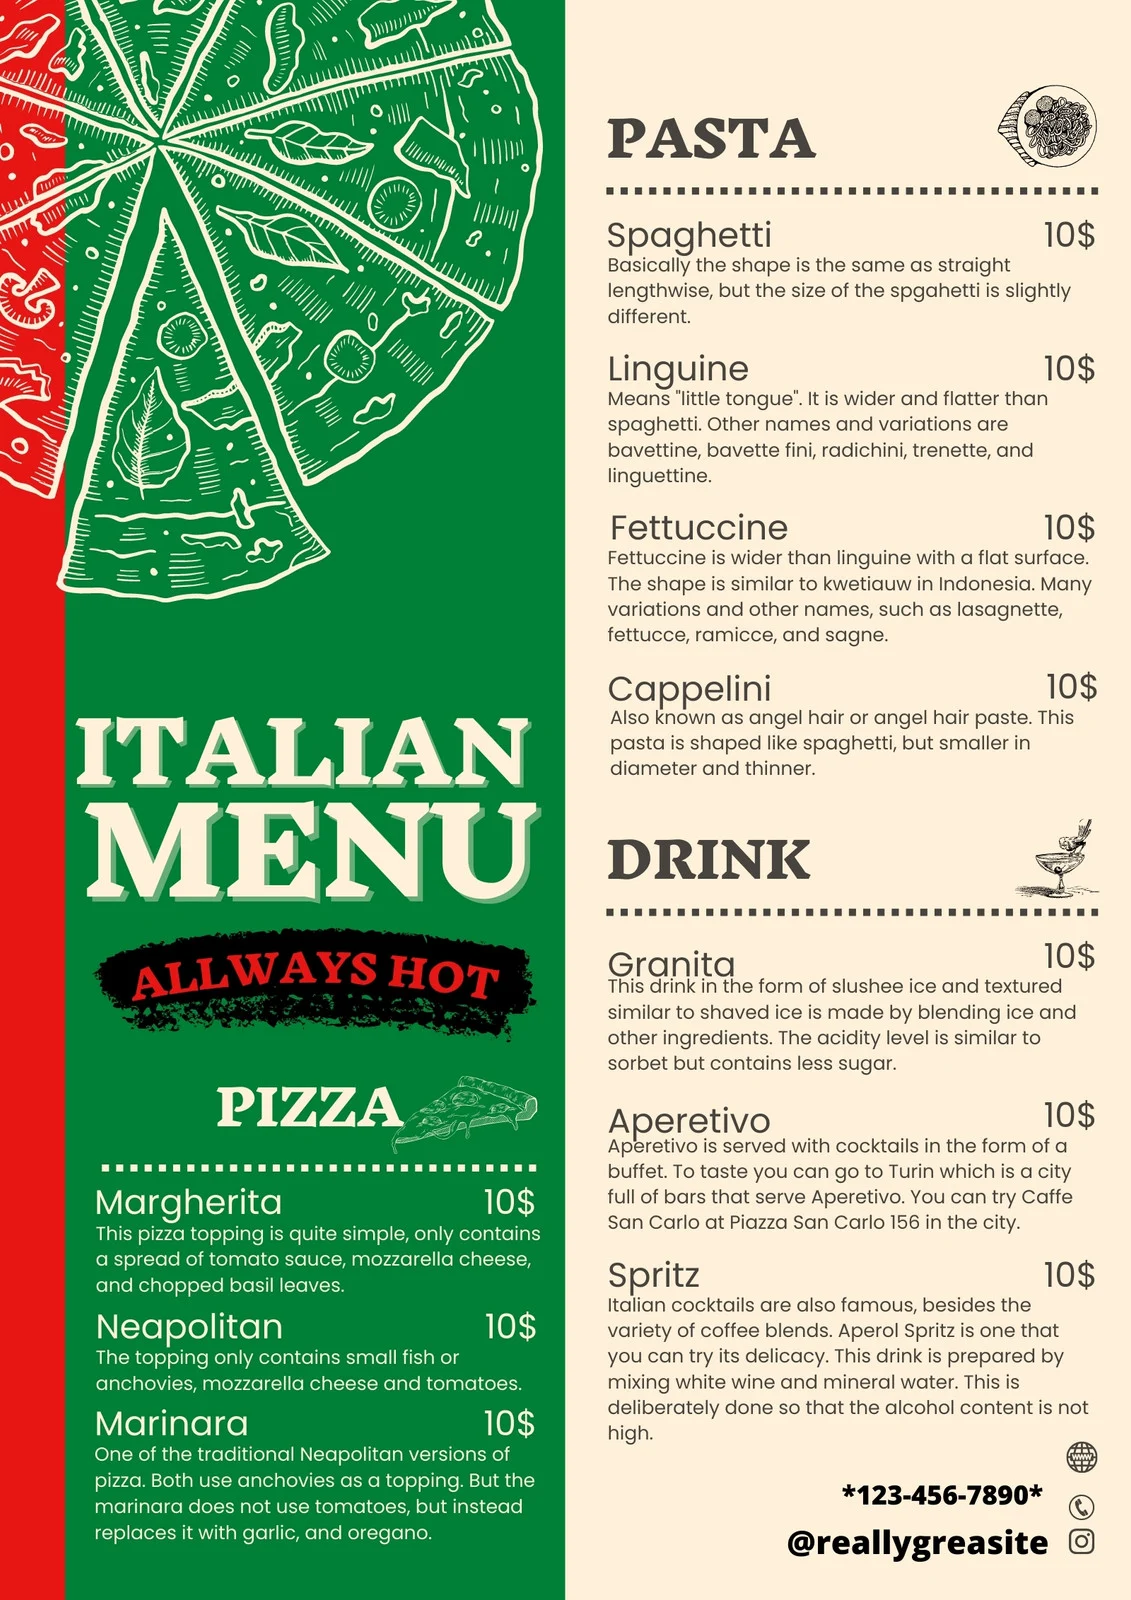 ITALIAN
MENU
ALLWAYS HOT
PIZZA
Margherita 10$
This pizza topping is quite simple, only contains
a spread of tomato sauce, mozzarella cheese,
and chopped basil leaves.
Neapolitan 10$
The topping only contains small fish or
anchovies, mozzarella cheese and tomatoes.
Marinara 10$
One of the traditional Neapolitan versions of
pizza. Both use anchovies as a topping. But the
marinara does not use tomatoes, but instead
replaces it with garlic, and oregano.
PASTA
Spaghetti 10$
Basically the shape is the same as straight
lengthwise, but the size of the spgahetti is slightly
different.
Linguine 10$
Means "little tongue". It is wider and flatter than
spaghetti. Other names and variations are
bavettine, bavette fini, radichini, trenette, and
linguettine.
Fettuccine 10$
Fettuccine is wider than linguine with a flat surface.
The shape is similar to kwetiauw in Indonesia. Many
variations and other names, such as lasagnette,
fettucce, ramicce, and sagne.
Cappelini 10$
Also known as angel hair or angel hair paste. This
pasta is shaped like spaghetti, but smaller in
diameter and thinner.
DRINK
Granita 10$
This drink in the form of slushee ice and textured
similar to shaved ice is made by blending ice and
other ingredients. The acidity level is similar to
sorbet but contains less sugar.
Aperetivo 10$
Aperetivo is served with cocktails in the form of a
buffet. To taste you can go to Turin which is a city
full of bars that serve Aperetivo. You can try Caffe
San Carlo at Piazza San Carlo 156 in the city.
Spritz 10$
Italian cocktails are also famous, besides the
variety of coffee blends. Aperol Spritz is one that
you can try its delicacy. This drink is prepared by
mixing white wine and mineral water. This is
deliberately done so that the alcohol content is not
high.
www
*123-456-7890*
@reallygreasite